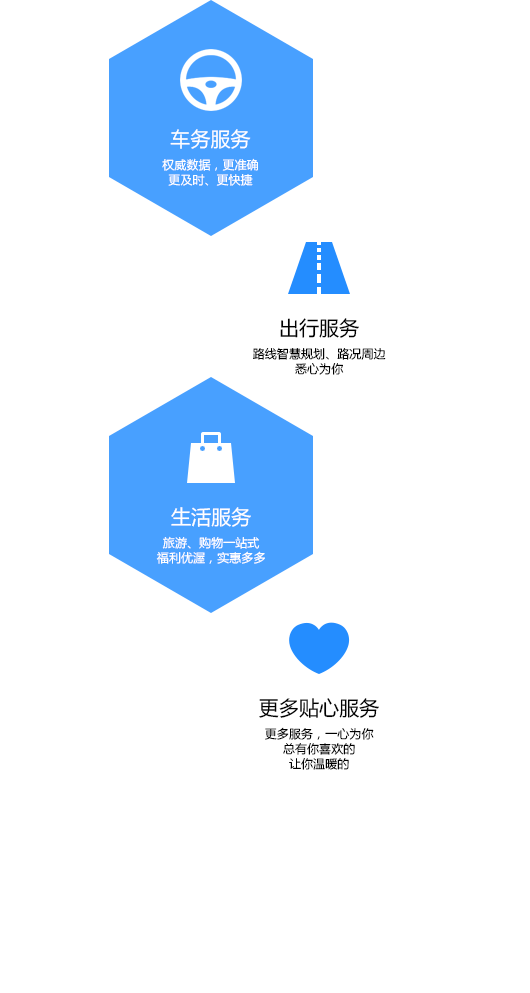 车务服务
权威数据，更准确
更及时、更快捷
出行服务
路线智慧规划、路况周边
悉心为你
生活服务
旅游、购物一站式
福利优渥，实惠多多
更多贴心服务
更多服务，一心为你
总有你喜欢的
让你温暖的